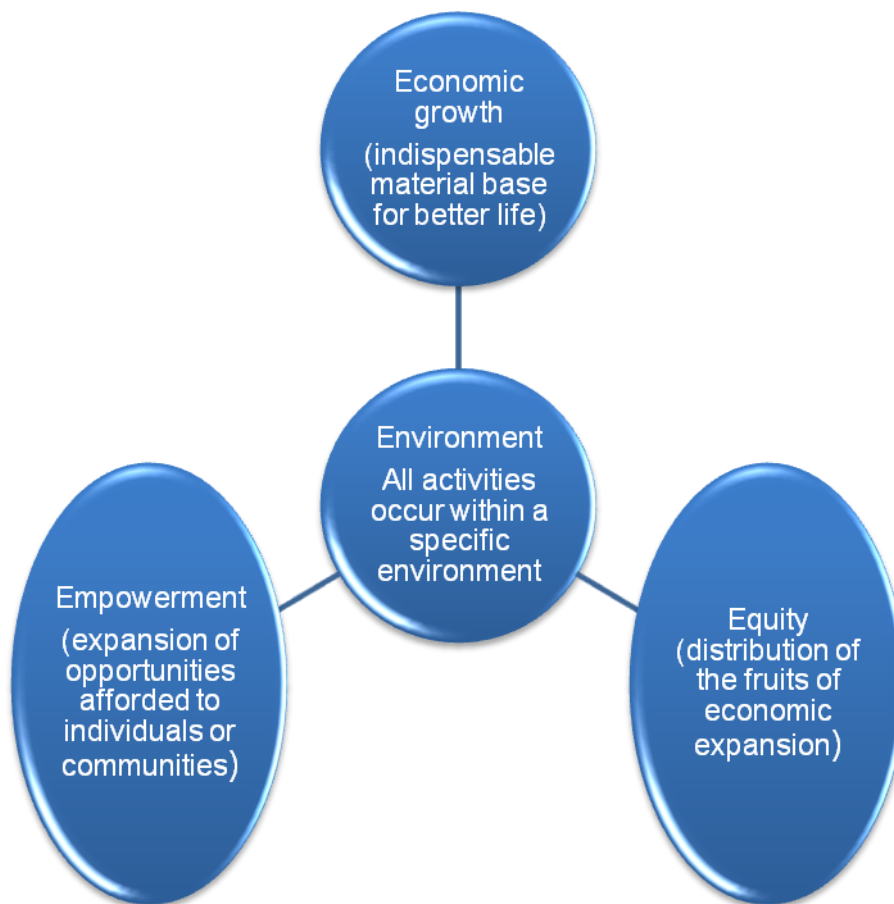 Economic
growth
(indispensable
material base
for better life)
Environment
All activities
occur within a
specific
environment
Empowerment
(expansion of
opportunities
afforded to
individuals or
communities)
Equity
(distribution of
the fruits of
economic
expansion)